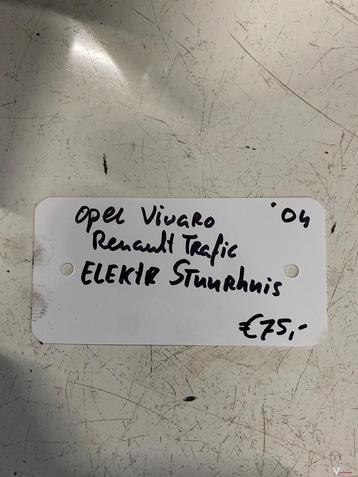 Opel Vivaro '04
Renault Trafic
ELEKTR Stuurhuis
€75,-